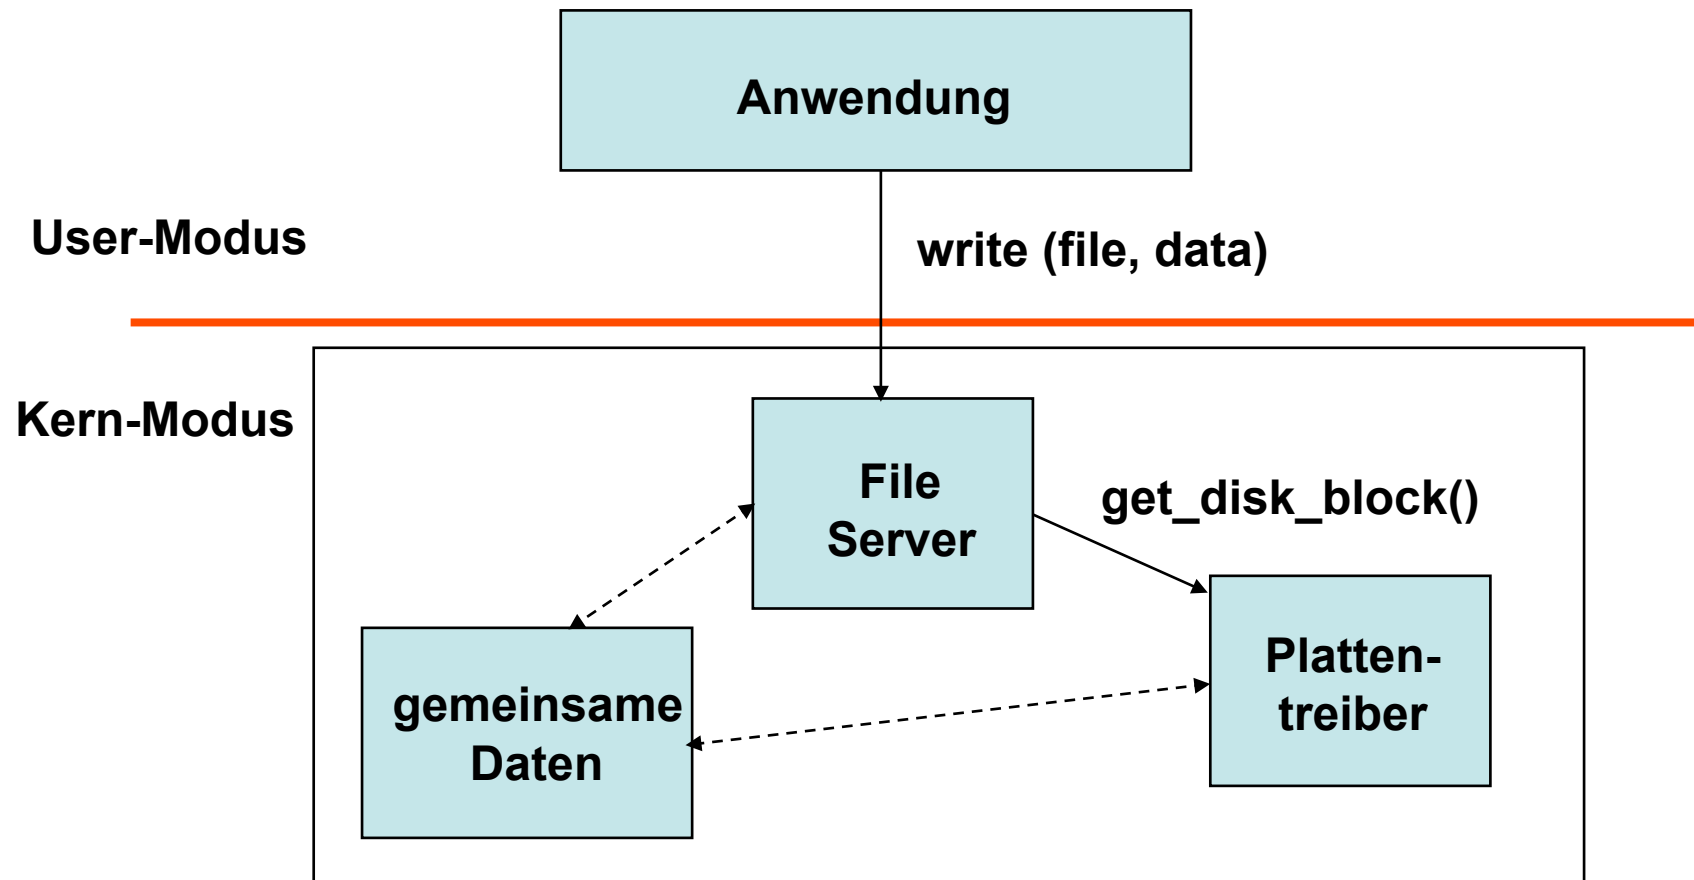 Anwendung
User-Modus
write (file, data)
Kern-Modus
File
Server
get_disk_block()
gemeinsame
Daten
Platten-
treiber